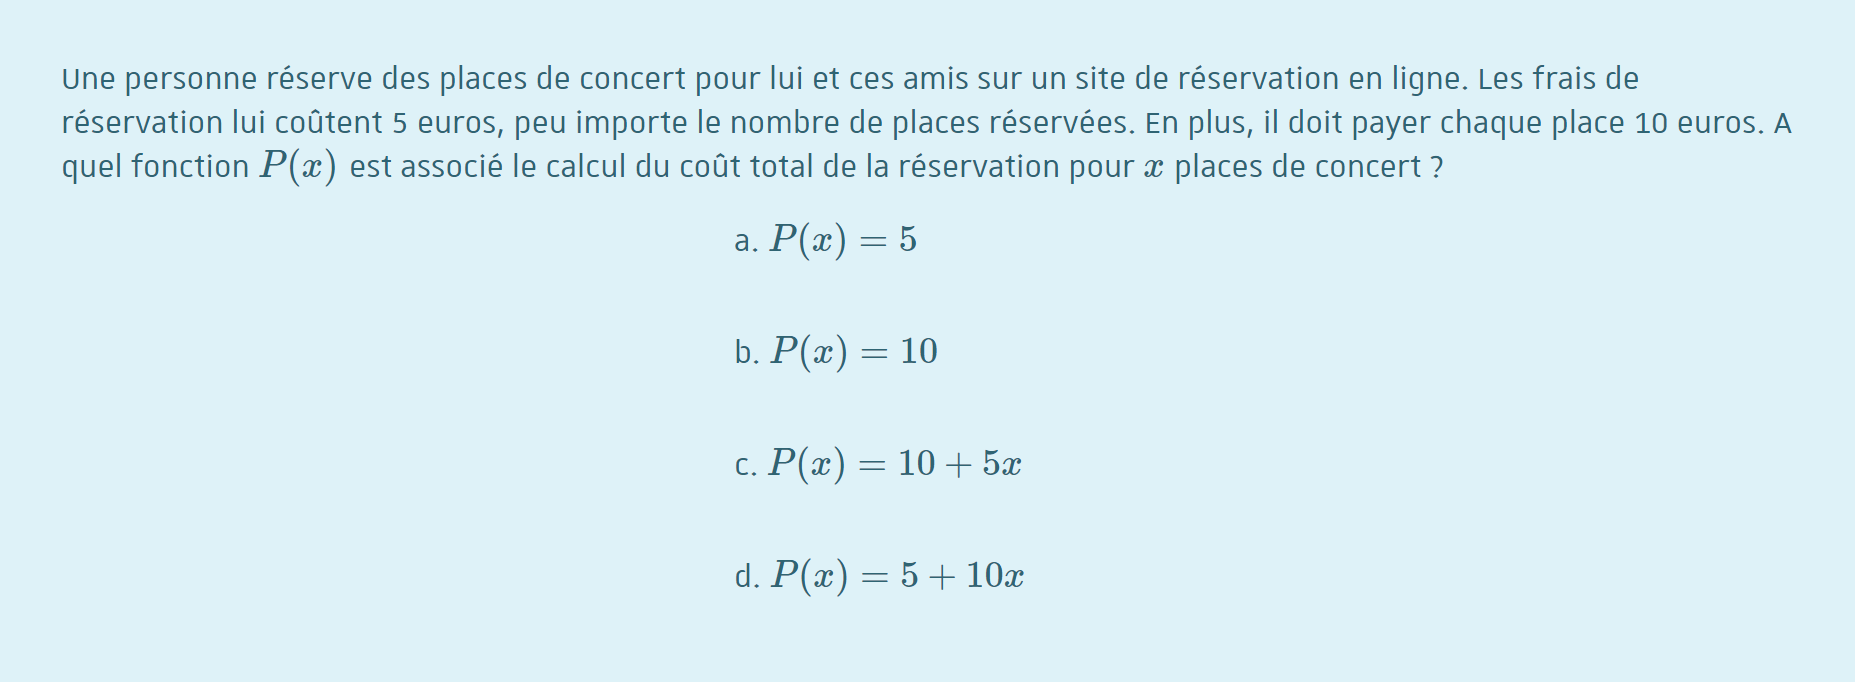 Une personne réserve des places de concert pour lui et ces amis sur un site de réservation en ligne. Les frais de
réservation lui coûtent 5 euros, peu importe le nombre de places réservées. En plus, il doit payer chaque place 10 euros. A
quel fonction P(x) est associé le calcul du coût total de la réservation pour x places de concert ?
a. P(x) = 5
b. P(x) = 10
c. P(x) = 10 + 5x
d. P(x) = 5 + 10x